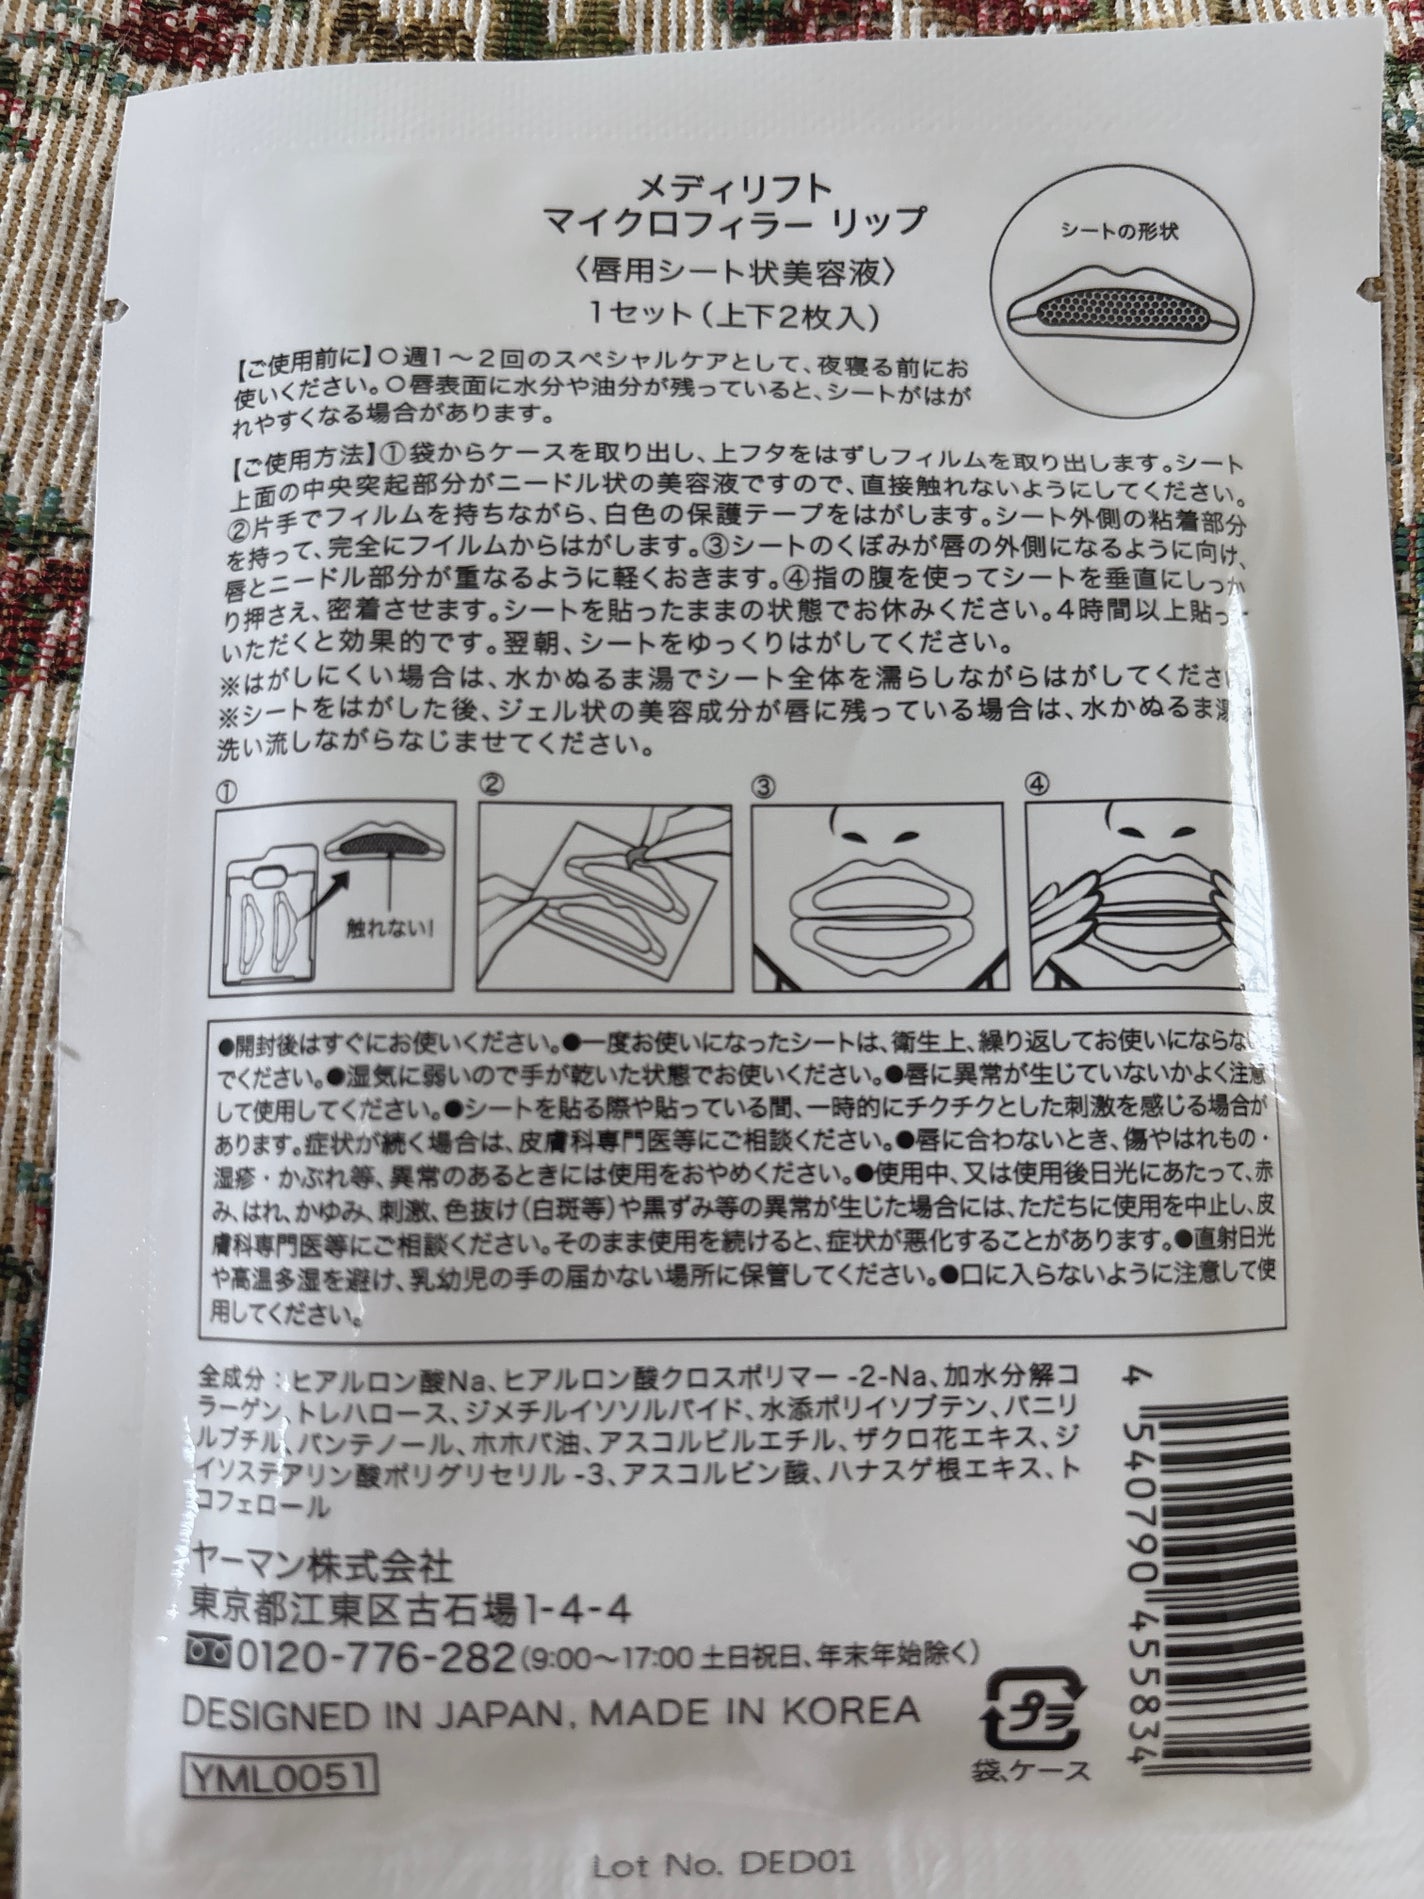 メディリフト
マイクロフィラー リップ
〈唇用シート状美容液〉
1セット（上下2枚入）
シートの形状
【ご使用前に】○週1～2回のスペシャルケアとして、夜寝る前にお
使いください。○唇表面に水分や油分が残っていると、シートがはが
れやすくなる場合があります。
【ご使用方法】①袋からケースを取り出し、上フタをはずしフィルムを取り出します。シート
上面の中央突起部分がニードル状の美容液ですので、直接触れないようにしてください。
②片手でフィルムを持ちながら、白色の保護テープをはがします。シート外側の粘着部分
を持って、完全にフイルムからはがします。③シートのくぼみが唇の外側になるように向け、
唇とニードル部分が重なるように軽くおきます。④指の腹を使ってシートを垂直にしっか
り押さえ、密着させます。シートを貼ったままの状態でお休みください。4時間以上貼っ
いただくと効果的です。翌朝、シートをゆっくりはがしてください。
※はがしにくい場合は、水かぬるま湯でシート全体を濡らしながらはがしてくださ
※シートをはがした後、ジェル状の美容成分が唇に残っている場合は、水かぬるま湯
洗い流しながらなじませてください。
① ② ③ ④
触れない！
●開封後はすぐにお使いください。●一度お使いになったシートは、衛生上、繰り返してお使いにならない
でください。●湿気に弱いので手が乾いた状態でお使いください。●唇に異常が生じていないかよく注意
して使用してください。●シートを貼る際や貼っている間、一時的にチクチクとした刺激を感じる場合が
あります。症状が続く場合は、皮膚科専門医等にご相談ください。●唇に合わないとき、傷やはれもの・
湿疹・かぶれ等、異常のあるときには使用をおやめください。●使用中、又は使用後日光にあたって、赤
み、はれ、かゆみ、刺激、色抜け（白斑等）や黒ずみ等の異常が生じた場合には、ただちに使用を中止し、皮
膚科専門医等にご相談ください。そのまま使用を続けると、症状が悪化することがあります。●直射日光
や高温多湿を避け、乳幼児の手の届かない場所に保管してください。●口に入らないように注意して使
用してください。
全成分：ヒアルロン酸Na、ヒアルロン酸クロスポリマー -2-Na、加水分解コ
ラーゲン、トレハロース、ジメチルイソソルバイド、水添ポリイソブテン、バニリ
ルブチル、パンテノール、ホホバ油、アスコルビルエチル、ザクロ花エキス、ジ
イソステアリン酸ポリグリセリル -3、アスコルビン酸、ハナスゲ根エキス、ト
コフェロール
ヤーマン株式会社
東京都江東区古石場1-4-4
0120-776-282（9:00～17:00 土日祝日、年末年始除く）
DESIGNED IN JAPAN, MADE IN KOREA
YML0051
プラ
袋、ケース
4 540790 455834
Lot No. DED01